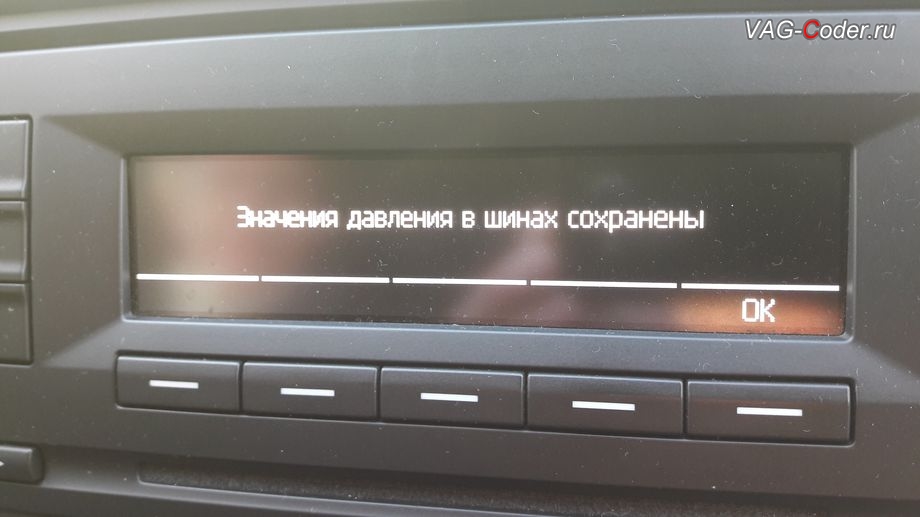 VAG-Coder.ru
Значения давления в шинах сохранены
OK